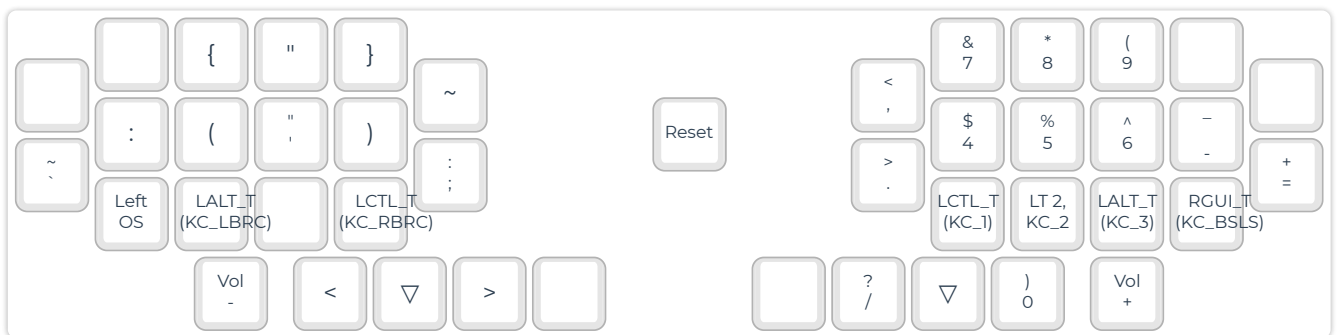 {
"
}
&
7
*
8
(
9
~
<
,
:
(
"
'
)
Reset
$
4
%
5
^
6
_
-
~
`
:
;
>
.
+
=
Left
OS
LALT_T
(KC_LBRC)
LCTL_T
(KC_RBRC)
LCTL_T
(KC_1)
LT 2,
KC_2
LALT_T
(KC_3)
RGUI_T
(KC_BSLS)
Vol
-
<
▽
>
?
/
▽
)
0
Vol
+